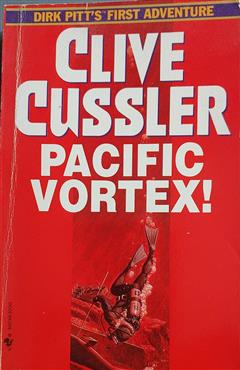 DIRK PITT'S FIRST ADVENTURE
CLIVE
CUSSLER
PACIFIC
VORTEX!